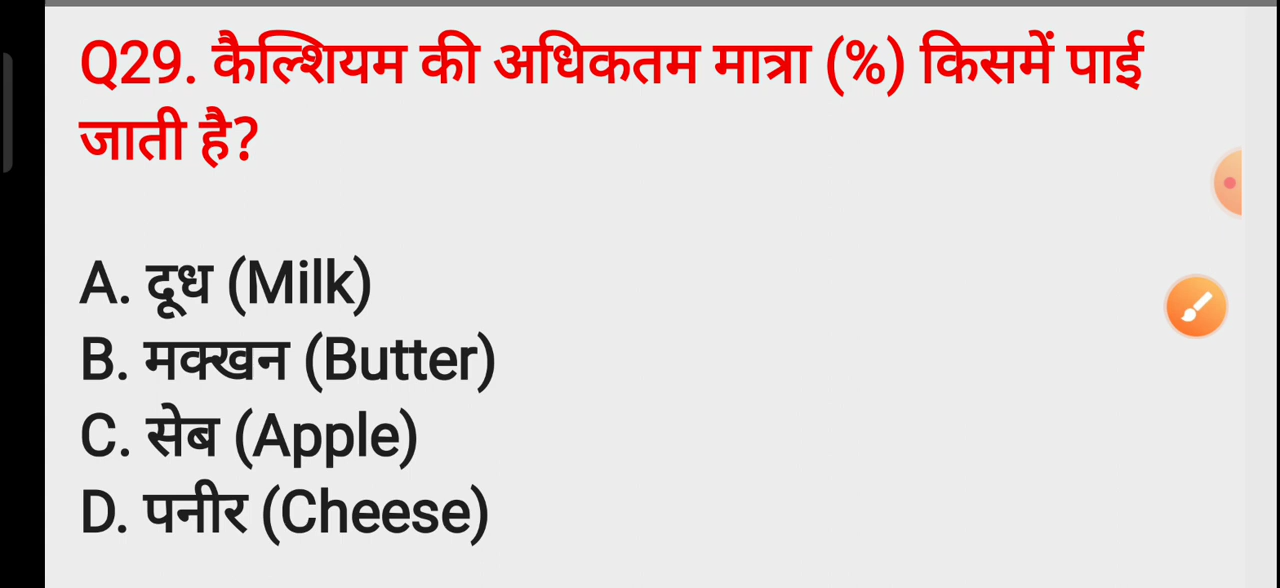 Q29. कैल्शियम की अधिकतम मात्रा (%) किसमें पाई
जाती है?
A. दूध (Milk)
B. मक्खन (Butter)
C. सेब (Apple)
D. पनीर (Cheese)